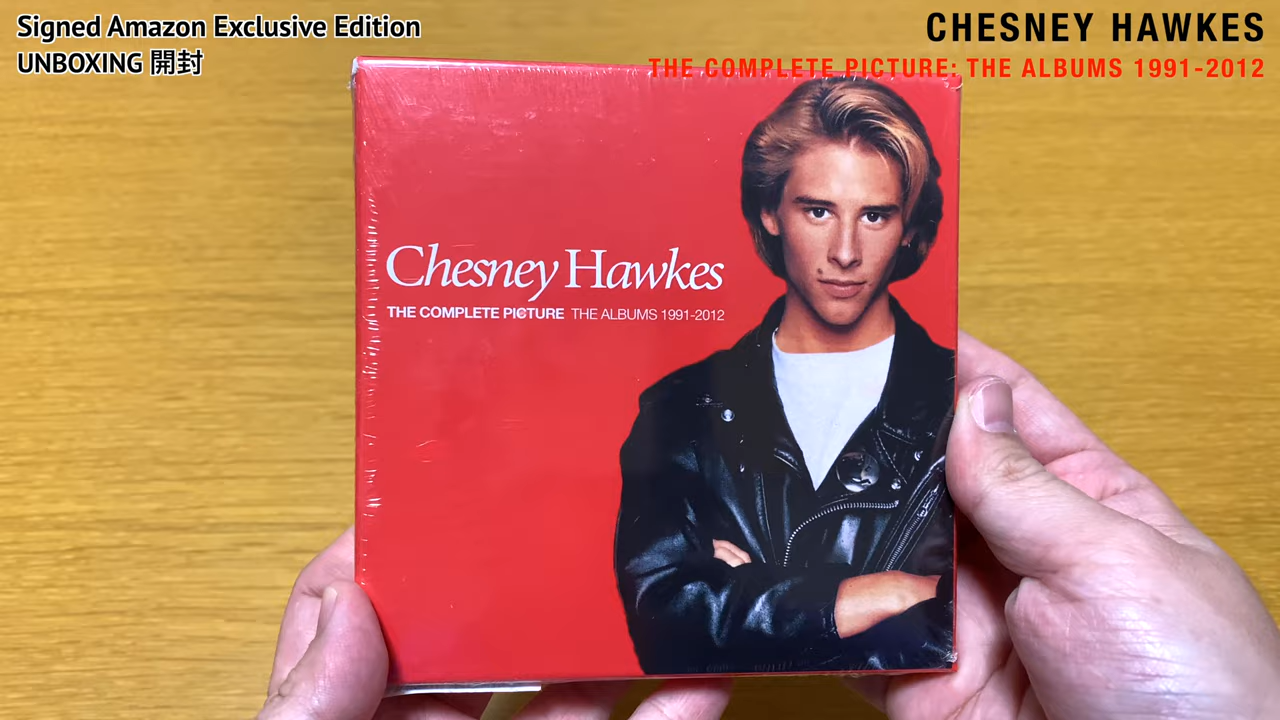 Signed Amazon Exclusive Edition
UNBOXING 開封
CHESNEY HAWKES
THE COMPLETE PICTURE: THE ALBUMS 1991-2012
Chesney Hawkes
THE COMPLETE PICTURE THE ALBUMS 1991-2012